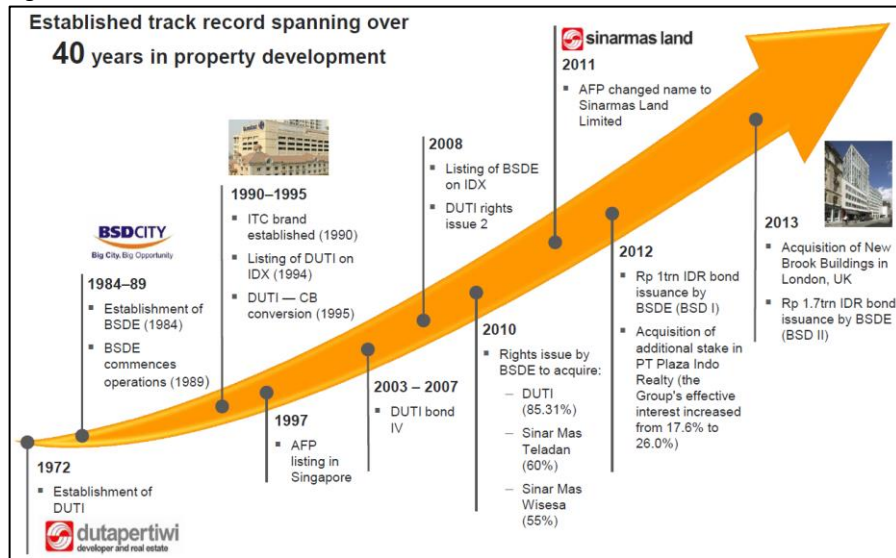 Established track record spanning over
40 years in property development
sinarmas land
2011
▪ AFP changed name to
Sinarmas Land
Limited
2008
▪ Listing of BSDE
on IDX
▪ DUTI rights
issue 2
1990–1995
▪ ITC brand
established (1990)
▪ Listing of DUTI on
IDX (1994)
▪ DUTI — CB
conversion (1995)
BSDCITY
Big City. Big Opportunity
1984–89
▪ Establishment of
BSDE (1984)
▪ BSDE
commences
operations (1989)
1972
▪ Establishment of
DUTI
dutapertiwi
developer and real estate
1997
▪ AFP
listing in
Singapore
2003 – 2007
▪ DUTI bond
IV
2010
▪ Rights issue by
BSDE to acquire:
– DUTI
(85.31%)
– Sinar Mas
Teladan
(60%)
– Sinar Mas
Wisesa
(55%)
2012
▪ Rp 1trn IDR bond
issuance by
BSDE (BSD I)
▪ Acquisition of
additional stake in
PT Plaza Indo
Realty (the
Group's effective
interest increased
from 17.6% to
26.0%)
2013
▪ Acquisition of New
Brook Buildings in
London, UK
▪ Rp 1.7trn IDR bond
issuance by BSDE
(BSD II)